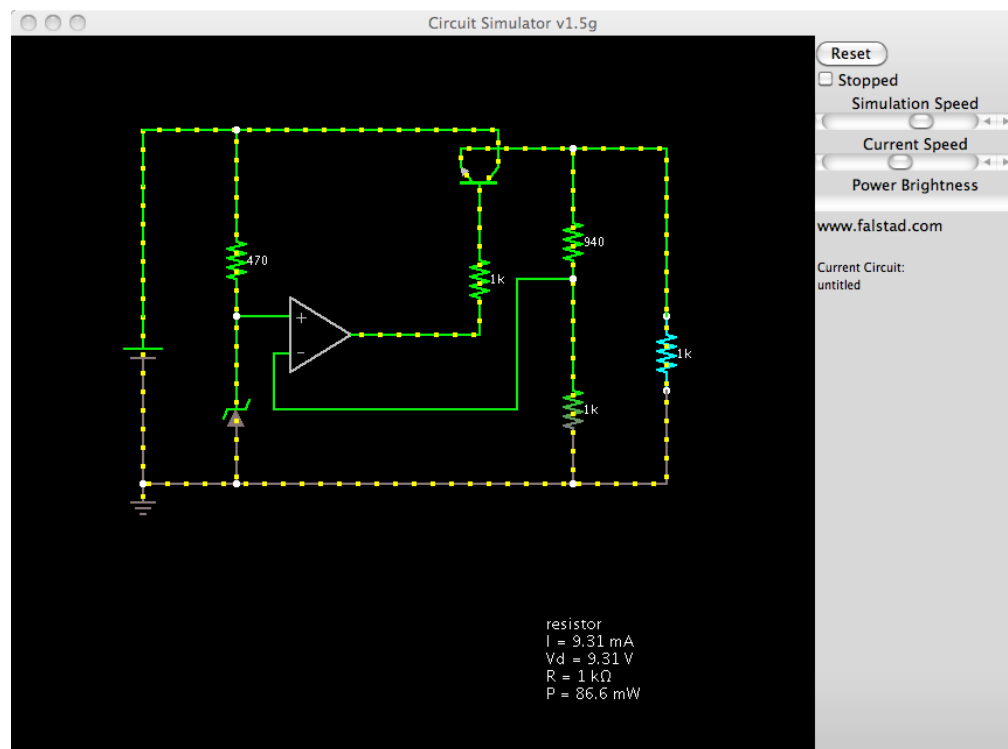 Circuit Simulator v1.5g
Reset
Stopped
Simulation Speed
Current Speed
Power Brightness
www.falstad.com
Current Circuit:
untitled
940
470
1k
+
−
1k
1k
resistor
I = 9.31 mA
Vd = 9.31 V
R = 1 kΩ
P = 86.6 mW